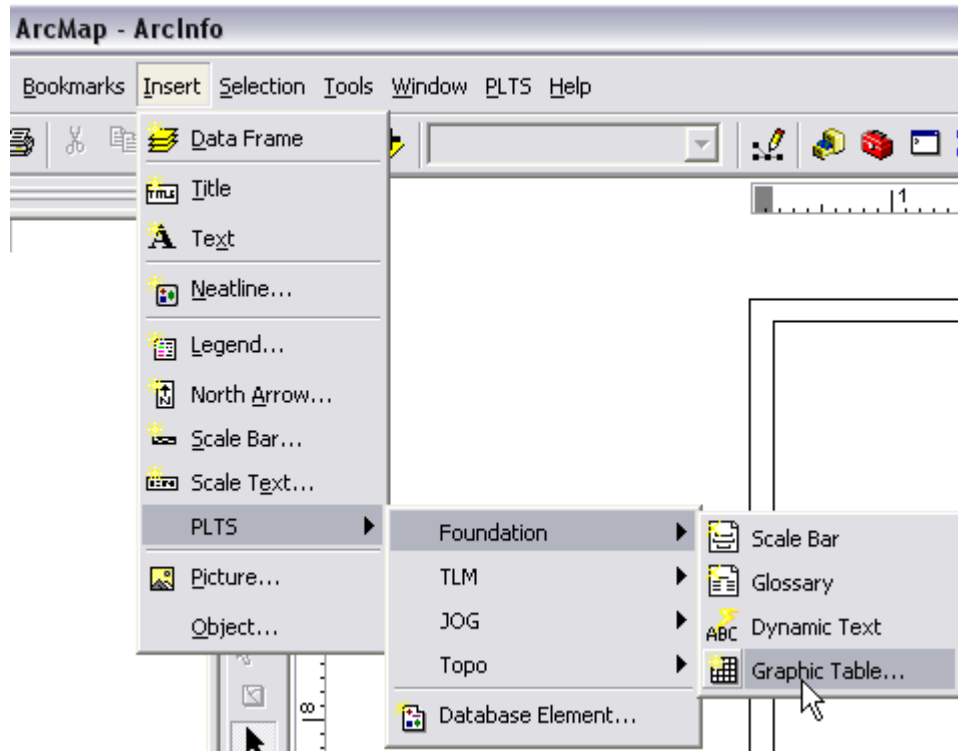 ArcMap - ArcInfo
Bookmarks Insert Selection Tools Window PLTS Help
Data Frame
Title
Text
Neatline...
Legend...
North Arrow...
Scale Bar...
Scale Text...
PLTS
Picture...
Object...
Foundation
TLM
JOG
Topo
Database Element...
Scale Bar
Glossary
ABC Dynamic Text
Graphic Table...
1
8